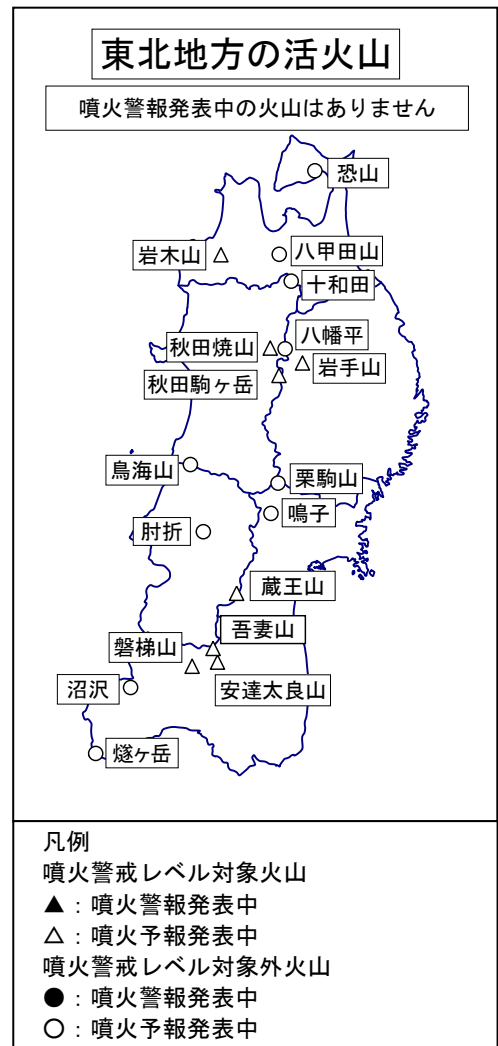 東北地方の活火山
噴火警報発表中の火山はありません
恐山
岩木山
八甲田山
十和田
秋田焼山
八幡平
岩手山
秋田駒ヶ岳
鳥海山
栗駒山
鳴子
肘折
蔵王山
吾妻山
磐梯山
安達太良山
沼沢
燧ヶ岳
凡例
噴火警戒レベル対象火山
▲：噴火警報発表中
△：噴火予報発表中
噴火警戒レベル対象外火山
●：噴火警報発表中
○：噴火予報発表中